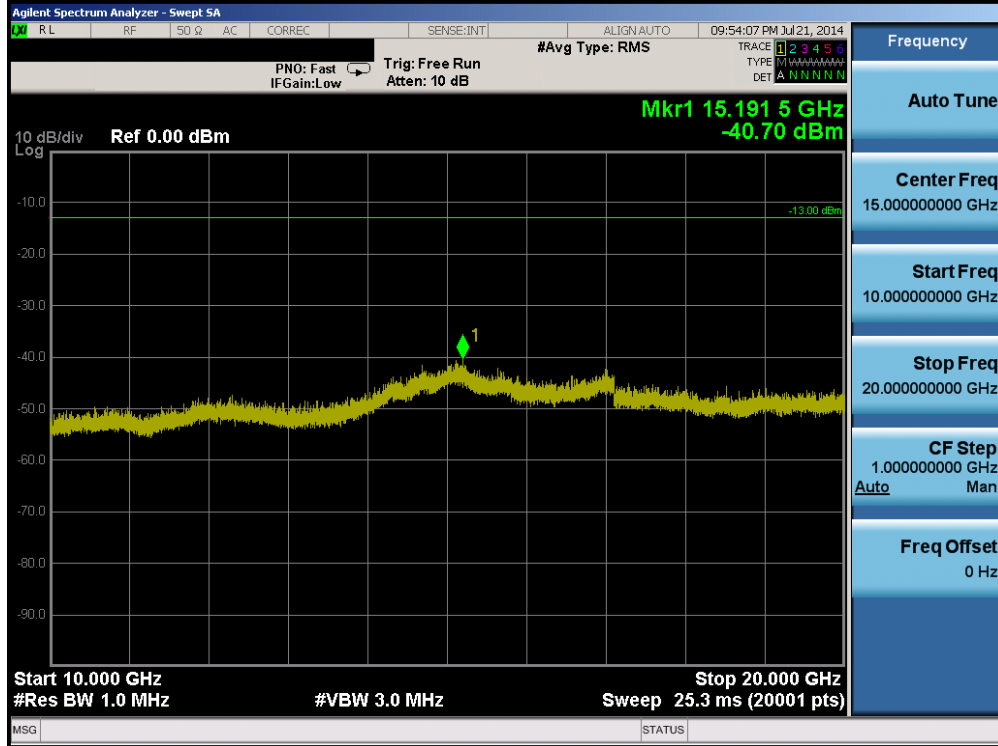 Agilent Spectrum Analyzer - Swept SA
LXI RL RF 50 Ω AC CORREC SENSE:INT ALIGN AUTO 09:54:07 PM Jul 21, 2014
#Avg Type: RMS TRACE 1 2 3 4 5 6
PNO: Fast Trig: Free Run TYPE M W W W W W
IFGain:Low Atten: 10 dB DET A N N N N N
Mkr1 15.191 5 GHz
-40.70 dBm
10 dB/div Ref 0.00 dBm
Log
-10.0
-13.00 dBm
-20.0
-30.0
1
-40.0
-50.0
-60.0
-70.0
-80.0
-90.0
Start 10.000 GHz Stop 20.000 GHz
#Res BW 1.0 MHz #VBW 3.0 MHz Sweep 25.3 ms (20001 pts)
MSG STATUS
Frequency
Auto Tune
Center Freq
15.000000000 GHz
Start Freq
10.000000000 GHz
Stop Freq
20.000000000 GHz
CF Step
1.000000000 GHz
Auto Man
Freq Offset
0 Hz